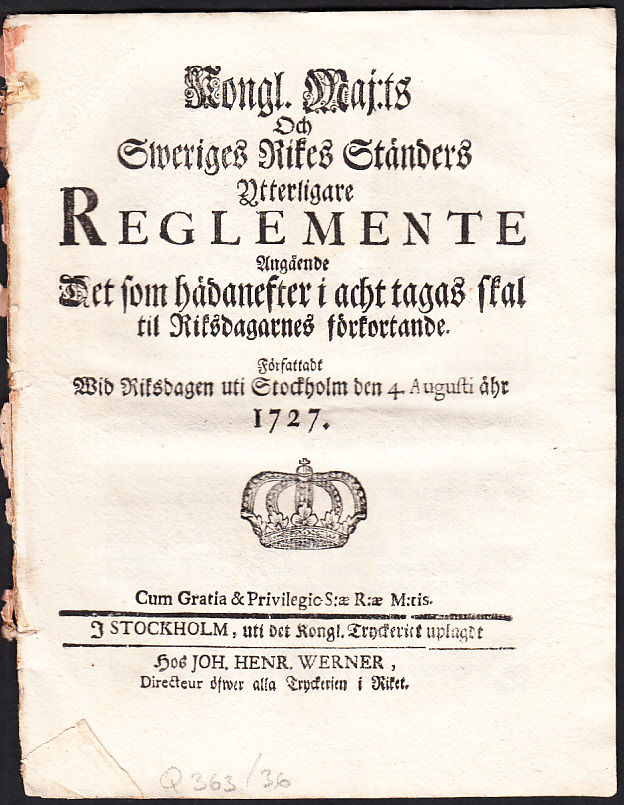 Kongl. Maj:ts
Och
Sweriges Rikes Ständers
Ytterligare
REGLEMENTE
Angående
Det som hädanefter i acht tagas skal
til Riksdagarnes förkortande.
Författadt
Wid Riksdagen uti Stockholm den 4. Augusti åhr
1727.
Cum Gratia & Privilegio S:æ R:æ M:tis.
J STOCKHOLM, uti det Kongl. Tryckeriet uplagdt
Hos JOH. HENR. WERNER,
Directeur öfwer alla Tryckerien i Riket.
Q 363/36